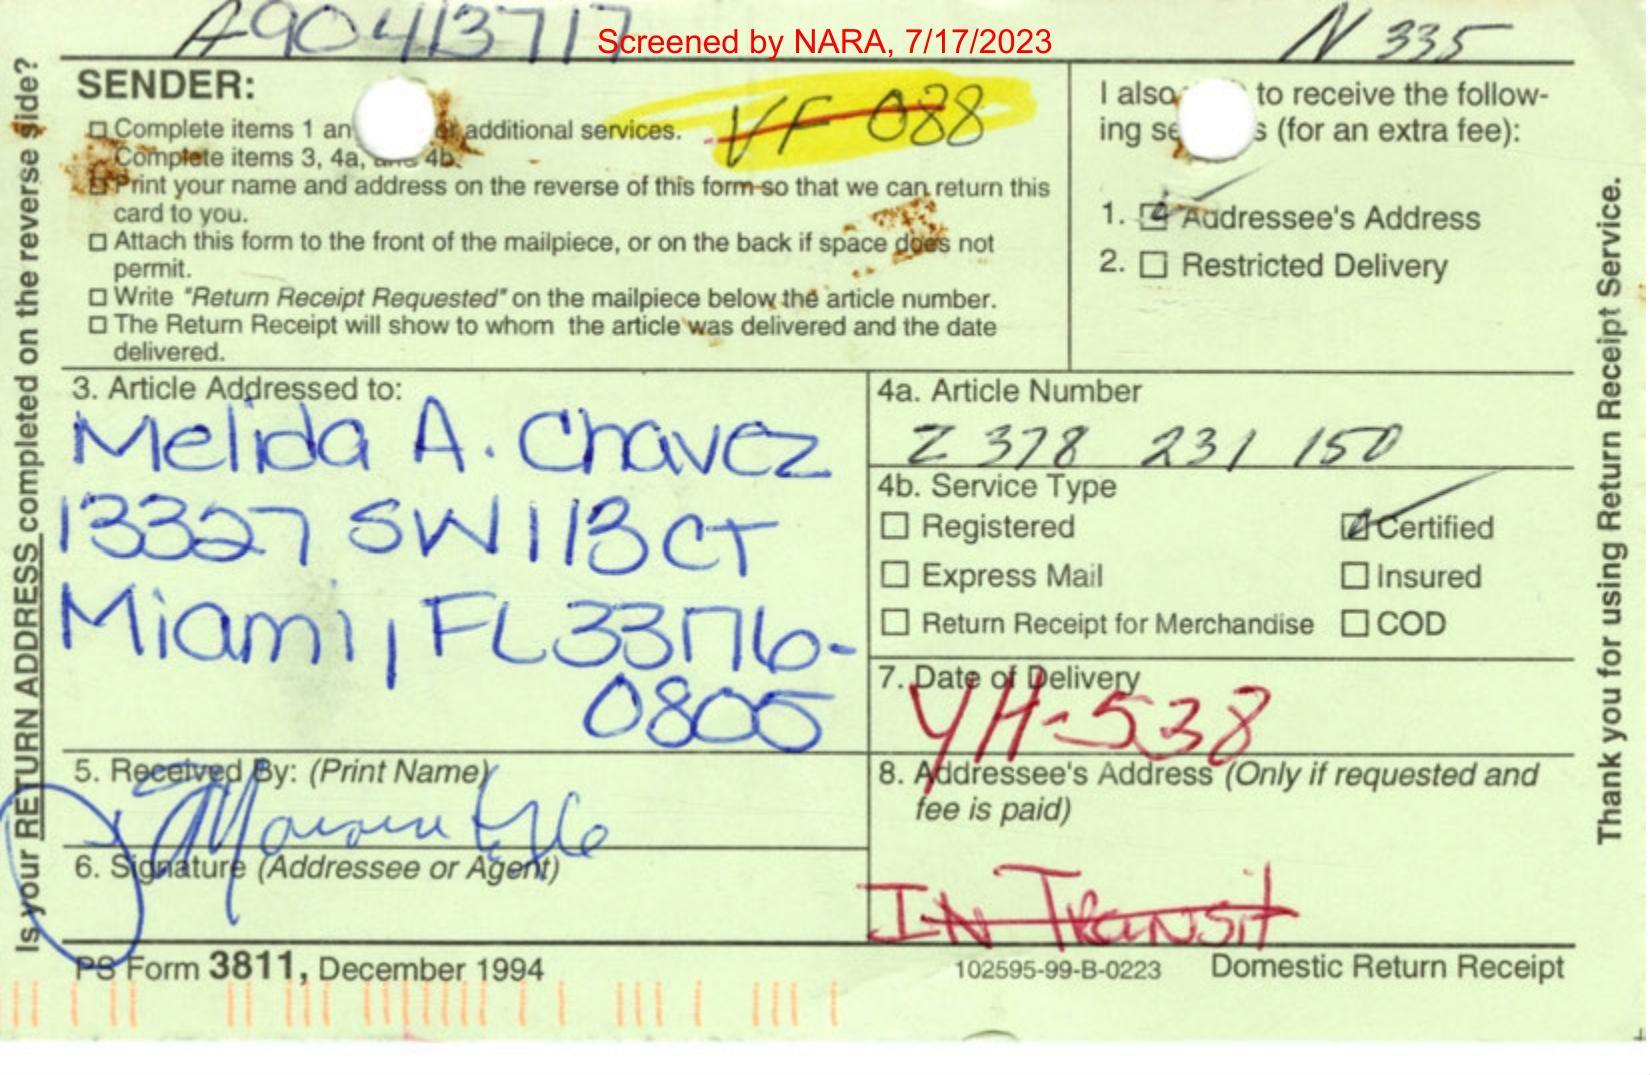 A90413717
Screened by NARA, 7/17/2023
N 335
SENDER:
VF 088
☐ Complete items 1 an additional services.
Complete items 3, 4a, and 4b.
☐ Print your name and address on the reverse of this form so that we can return this
card to you.
☐ Attach this form to the front of the mailpiece, or on the back if space does not
permit.
☐ Write "Return Receipt Requested" on the mailpiece below the article number.
☐ The Return Receipt will show to whom the article was delivered and the date
delivered.
I also to receive the follow-
ing se s (for an extra fee):
1. ☑ Addressee's Address
2. ☐ Restricted Delivery
3. Article Addressed to:
Melida A. Chavez
13327 SW 113 CT
Miami, FL 33176-
0805
4a. Article Number
Z 378 231 150
4b. Service Type
☐ Registered
☑ Certified
☐ Express Mail
☐ Insured
☐ Return Receipt for Merchandise
☐ COD
7. Date of Delivery
YH-538
5. Received By: (Print Name)
6. Signature (Addressee or Agent)
8. Addressee's Address (Only if requested and
fee is paid)
IN Transit
PS Form 3811, December 1994
102595-99-B-0223
Domestic Return Receipt
Is your RETURN ADDRESS completed on the reverse side?
Thank you for using Return Receipt Service.